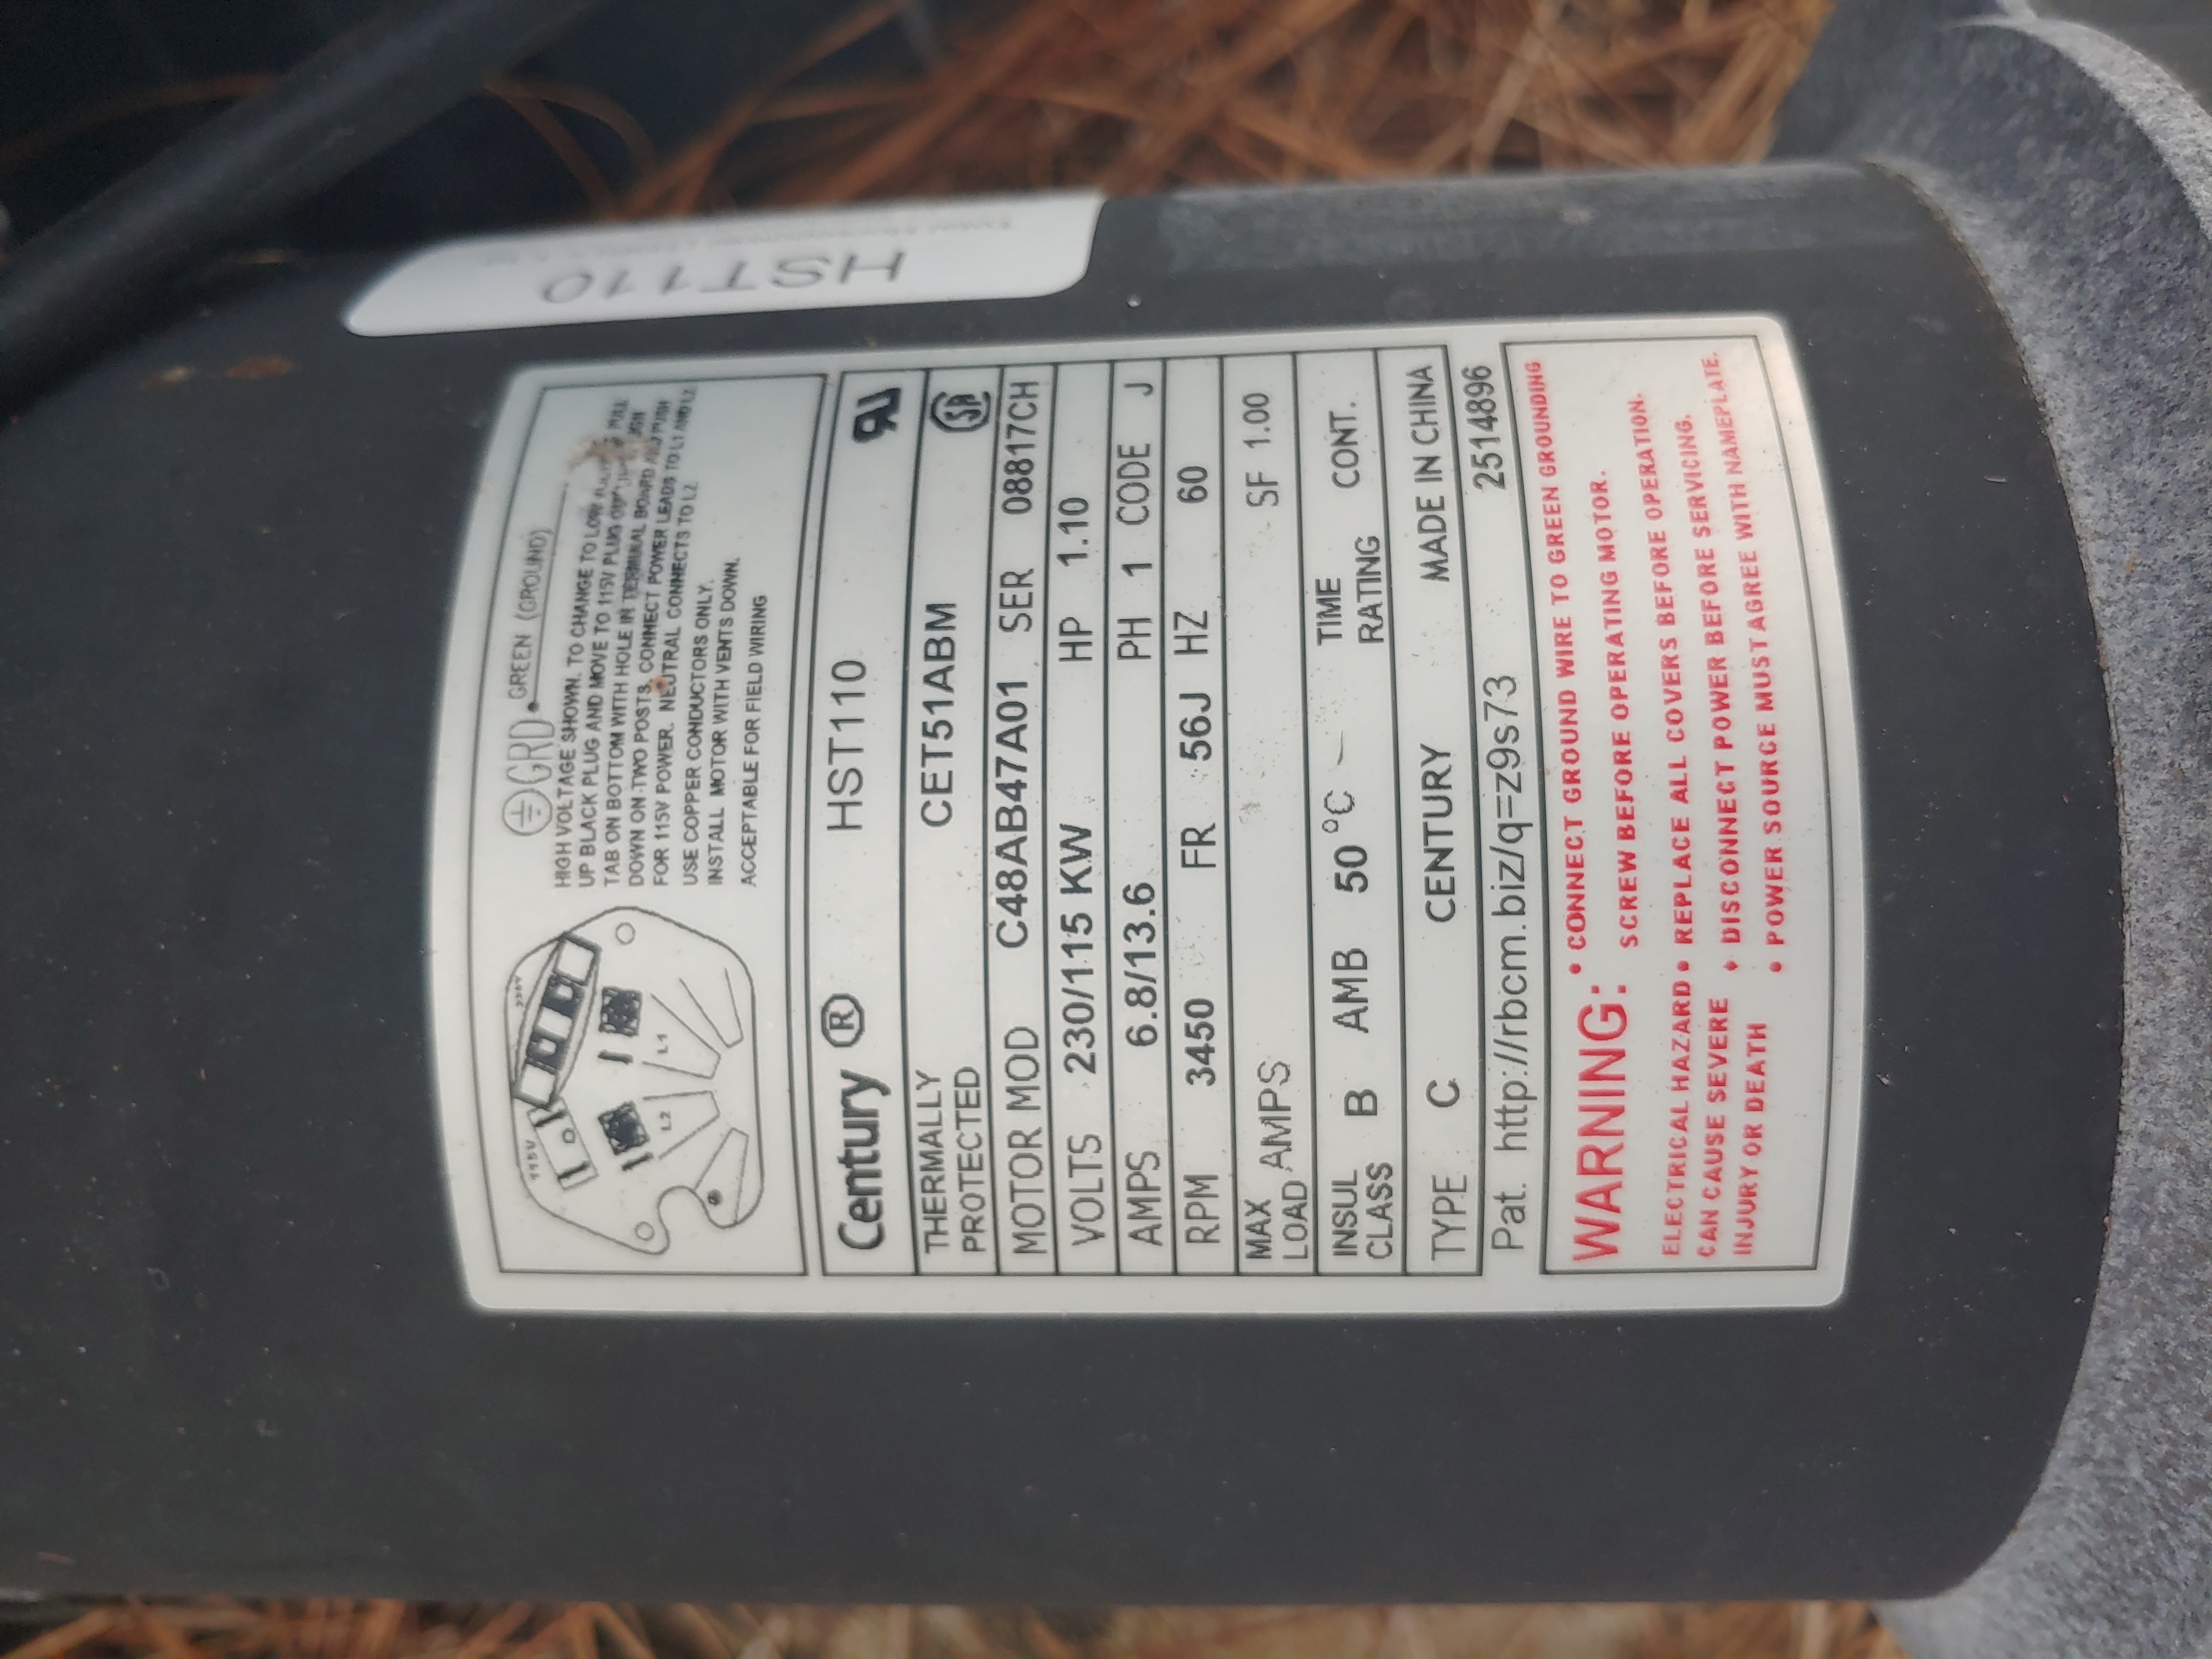 HST110
GRD. GREEN (GROUND)
HIGH VOLTAGE SHOWN. TO CHANGE TO LOW
UP BLACK PLUG AND MOVE TO 115V PLUG
TAB ON BOTTOM WITH HOLE IN TERMINAL BOARD AND PUSH
DOWN ON TWO POSTS. CONNECT POWER LEADS TO L1 AND L2
FOR 115V POWER. NEUTRAL CONNECTS TO L2
USE COPPER CONDUCTORS ONLY.
INSTALL MOTOR WITH VENTS DOWN.
ACCEPTABLE FOR FIELD WIRING
115V
L2 L1
Century ® HST110
THERMALLY PROTECTED CET51ABM SA
MOTOR MOD C48AB47A01 SER 08817CH
VOLTS 230/115 KW HP 1.10
AMPS 6.8/13.6 PH 1 CODE J
RPM 3450 FR 56J HZ 60
MAX LOAD AMPS SF 1.00
INSUL CLASS B AMB 50 °C TIME RATING CONT.
TYPE C CENTURY MADE IN CHINA
Pat. http://rbcm.biz/q=z9s73 2514896
WARNING: • CONNECT GROUND WIRE TO GREEN GROUNDING
SCREW BEFORE OPERATING MOTOR.
ELECTRICAL HAZARD • REPLACE ALL COVERS BEFORE OPERATION.
CAN CAUSE SEVERE • DISCONNECT POWER BEFORE SERVICING.
INJURY OR DEATH • POWER SOURCE MUST AGREE WITH NAMEPLATE.